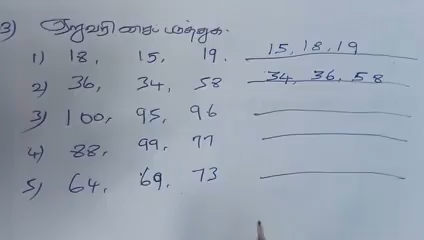 3) ஏறுவரிசைப்படுத்துக.
1) 18, 15, 19. 15, 18, 19
2) 36, 34, 58 34, 36, 58
3) 100, 95, 96
4) 88, 99, 77
5) 64, 69, 73